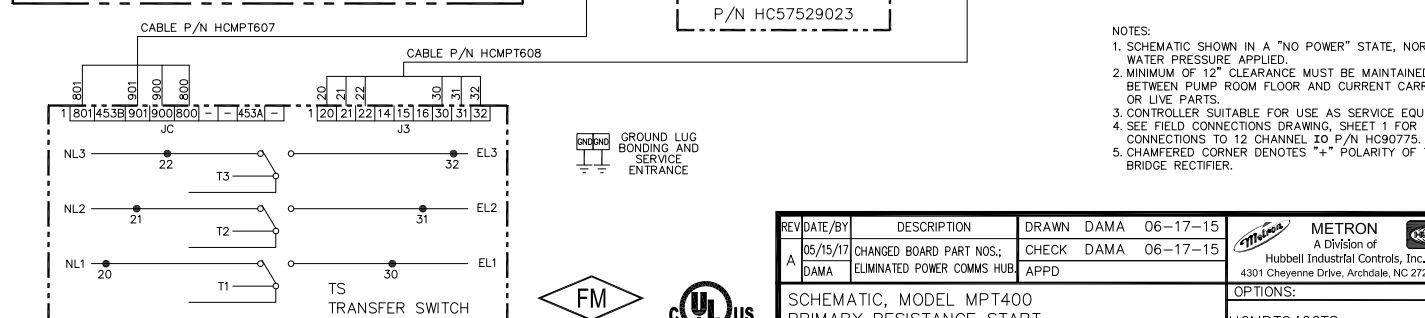 P/N HC57529023
CABLE P/N HCMPT607
CABLE P/N HCMPT608
801 901 900 800
20 21 22 30 31 32
1 801 453B 901 900 800 - - 453A -
JC
1 20 21 22 14 15 16 30 31 32
J3
NL3
22
T3
32
EL3
NL2
21
T2
31
EL2
NL1
20
T1
30
EL1
TS
TRANSFER SWITCH
GND GND
GROUND LUG
BONDING AND
SERVICE
ENTRANCE
FM
C UL US
NOTES:
1. SCHEMATIC SHOWN IN A "NO POWER" STATE, NOR
WATER PRESSURE APPLIED.
2. MINIMUM OF 12" CLEARANCE MUST BE MAINTAINED
BETWEEN PUMP ROOM FLOOR AND CURRENT CARR
OR LIVE PARTS.
3. CONTROLLER SUITABLE FOR USE AS SERVICE EQU
4. SEE FIELD CONNECTIONS DRAWING, SHEET 1 FOR
CONNECTIONS TO 12 CHANNEL IO P/N HC90775.
5. CHAMFERED CORNER DENOTES "+" POLARITY OF
BRIDGE RECTIFIER.
REV DATE/BY DESCRIPTION
A 05/15/17 CHANGED BOARD PART NOS.;
DAMA ELIMINATED POWER COMMS HUB.
DRAWN DAMA 06-17-15
CHECK DAMA 06-17-15
APPD
Metron
METRON
A Division of
Hubbell Industrial Controls, Inc.
4301 Cheyenne Drive, Archdale, NC 272
SCHEMATIC, MODEL MPT400
PRIMARY RESISTANCE START
OPTIONS: